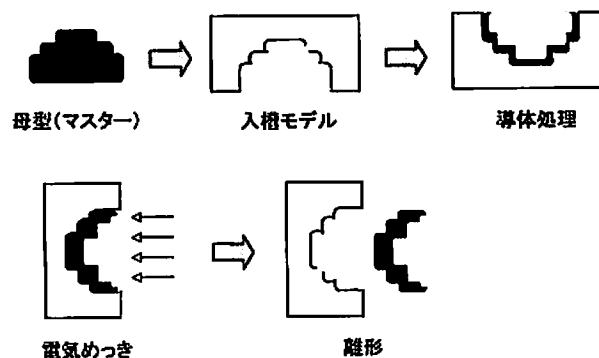 母型(マスター)
入槽モデル
導体処理
電気めっき
離形